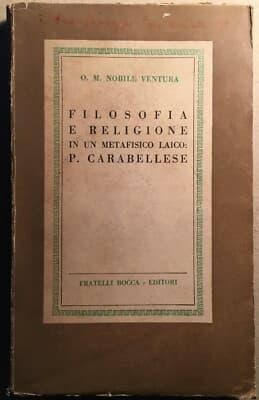 O. M. NOBILE VENTURA
FILOSOFIA
E RELIGIONE
IN UN METAFISICO LAICO:
P. CARABELLESE
FRATELLI BOCCA - EDITORI